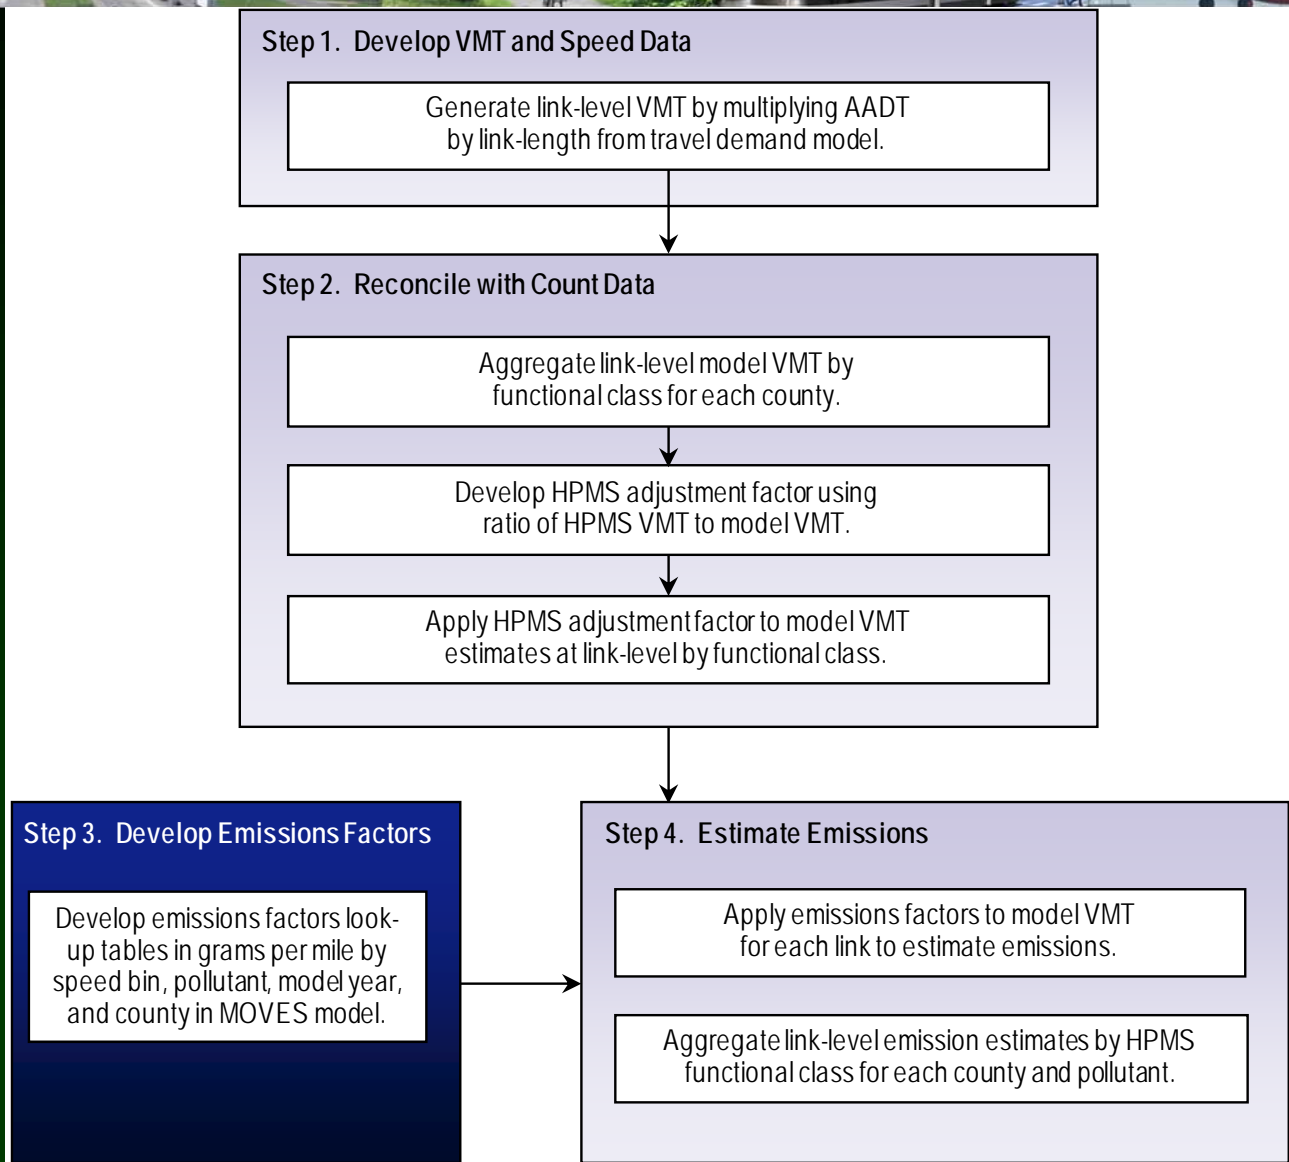 Step 1. Develop VMT and Speed Data
Generate link-level VMT by multiplying AADT
by link-length from travel demand model.
Step 2. Reconcile with Count Data
Aggregate link-level model VMT by
functional class for each county.
Develop HPMS adjustment factor using
ratio of HPMS VMT to model VMT.
Apply HPMS adjustment factor to model VMT
estimates at link-level by functional class.
Step 3. Develop Emissions Factors
Develop emissions factors look-
up tables in grams per mile by
speed bin, pollutant, model year,
and county in MOVES model.
Step 4. Estimate Emissions
Apply emissions factors to model VMT
for each link to estimate emissions.
Aggregate link-level emission estimates by HPMS
functional class for each county and pollutant.